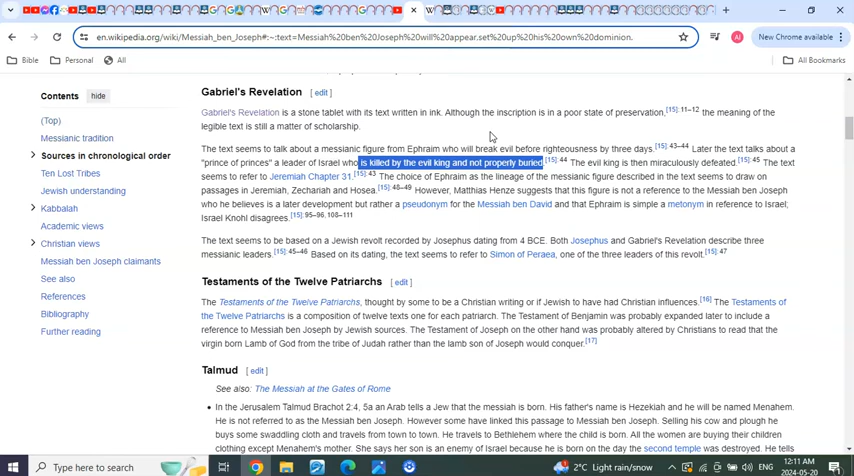 en.wikipedia.org/wiki/Messiah_ben_Joseph#:~:text=Messiah%20ben%20Joseph%20will%20appear.set%20up%20his%20own%20dominion.
AI
New Chrome available
Bible
Personal
All
All Bookmarks
Contents
hide
(Top)
Messianic tradition
Sources in chronological order
Ten Lost Tribes
Jewish understanding
Kabbalah
Academic views
Christian views
Messiah ben Joseph claimants
See also
References
Bibliography
Further reading
Gabriel's Revelation [ edit ]
Gabriel's Revelation is a stone tablet with its text written in ink. Although the inscription is in a poor state of preservation,[15]: 11–12 the meaning of the
legible text is still a matter of scholarship.
The text seems to talk about a messianic figure from Ephraim who will break evil before righteousness by three days.[15]: 43–44 Later the text talks about a
"prince of princes" a leader of Israel who is killed by the evil king and not properly buried.[15]: 44 The evil king is then miraculously defeated.[15]: 45 The text
seems to refer to Jeremiah Chapter 31.[15]: 43 The choice of Ephraim as the lineage of the messianic figure described in the text seems to draw on
passages in Jeremiah, Zechariah and Hosea.[15]: 48–49 However, Matthias Henze suggests that this figure is not a reference to the Messiah ben Joseph
who he believes is a later development but rather a pseudonym for the Messiah ben David and that Ephraim is simply a metonym in reference to Israel;
Israel Knohl disagrees.[15]: 95–96, 108–111
The text seems to be based on a Jewish revolt recorded by Josephus dating from 4 BCE. Both Josephus and Gabriel's Revelation describe three
messianic leaders.[15]: 45–46 Based on its dating, the text seems to refer to Simon of Peraea, one of the three leaders of this revolt.[15]: 47
Testaments of the Twelve Patriarchs [ edit ]
The Testaments of the Twelve Patriarchs, thought by some to be a Christian writing or if Jewish to have had Christian influences.[16] The Testaments of
the Twelve Patriarchs is a composition of twelve texts one for each patriarch. The Testament of Benjamin was probably expanded later to include a
reference to Messiah ben Joseph by Jewish sources. The Testament of Joseph on the other hand was probably altered by Christians to read that the
virgin born Lamb of God from the tribe of Judah rather than the lamb son of Joseph would conquer.[17]
Talmud [ edit ]
See also: The Messiah at the Gates of Rome
• In the Jerusalem Talmud Brachot 2:4, 5a an Arab tells a Jew that the messiah is born. His father's name is Hezekiah and he will be named Menahem.
He is not referred to as the Messiah ben Joseph. However some have linked this passage to Messiah ben Joseph. Selling his cow and plough he
buys some swaddling cloth and travels from town to town. He travels to Bethlehem where the child is born. All the women are buying their children
clothing except Menahem's mother. She says her son is an enemy of Israel because he is born on the day the second temple was destroyed. He tells
Type here to search
2°C Light rain/snow
ENG
12:11 AM
2024-05-20